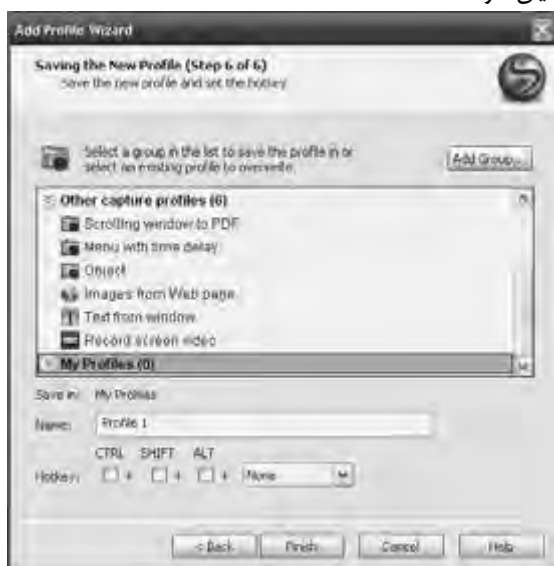 Add Profile Wizard
Saving the New Profile (Step 6 of 6)
Save the new profile and set the hotkey
Select a group in the list to save the profile in or
select an existing profile to overwrite
Add Group...
Other capture profiles (6)
Scrolling window to PDF
Menu with time delay
Object
Images from Web page
Text from window
Record screen video
My Profiles (0)
Save in: My Profiles
Name: Profile 1
CTRL SHIFT ALT
Hotkey: + + + None
< Back Finish Cancel Help